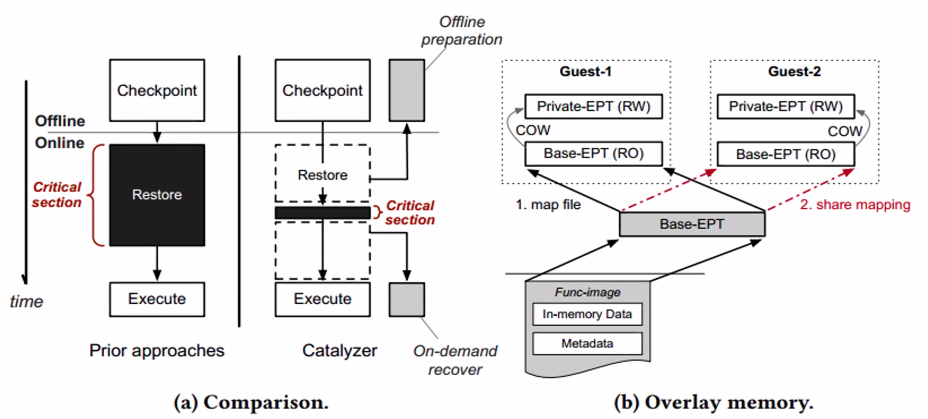 Offline
preparation
Checkpoint
Checkpoint
Offline
Online
Critical
section
Restore
Restore
Critical
section
time
Execute
Execute
Prior approaches
Catalyzer
On-demand
recover
(a) Comparison.
Guest-1
Guest-2
Private-EPT (RW)
Private-EPT (RW)
COW
COW
Base-EPT (RO)
Base-EPT (RO)
1. map file
2. share mapping
Base-EPT
Func-image
In-memory Data
Metadata
(b) Overlay memory.